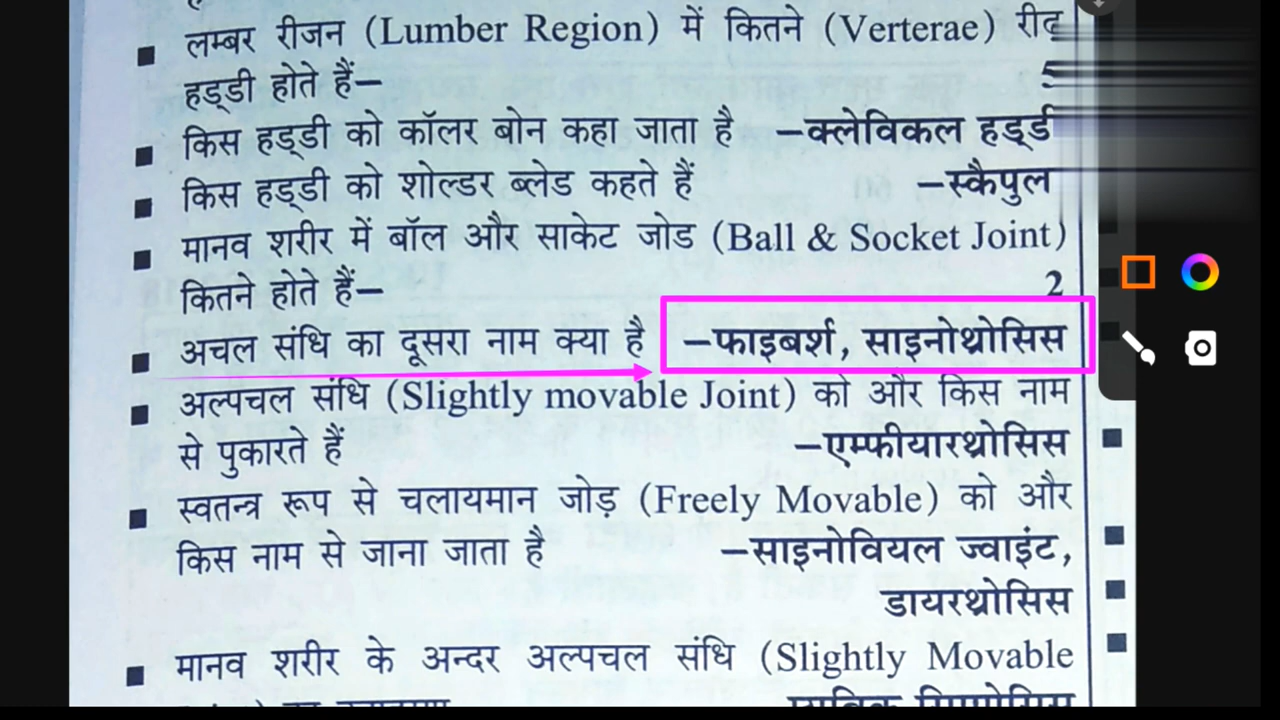 ■ लम्बर रीजन (Lumber Region) में कितने (Verterae) रीढ़
हड्डी होते हैं– 5
■ किस हड्डी को कॉलर बोन कहा जाता है –क्लेविकल
■ किस हड्डी को शोल्डर ब्लेड कहते हैं –स्कैपुल
■ मानव शरीर में बॉल और साकेट जोड (Ball & Socket Joint)
कितने होते हैं– 2
■ अचल संधि का दूसरा नाम क्या है –फाइबर्श, साइनोथ्रोसिस
■ अल्पचल संधि (Slightly movable Joint) को और किस नाम
से पुकारते हैं –एम्फीयारथ्रोसिस
■ स्वतन्त्र रूप से चलायमान जोड़ (Freely Movable) को और
किस नाम से जाना जाता है –साइनोवियल ज्वाइंट,
डायरथ्रोसिस
■ मानव शरीर के अन्दर अल्पचल संधि (Slightly Movable